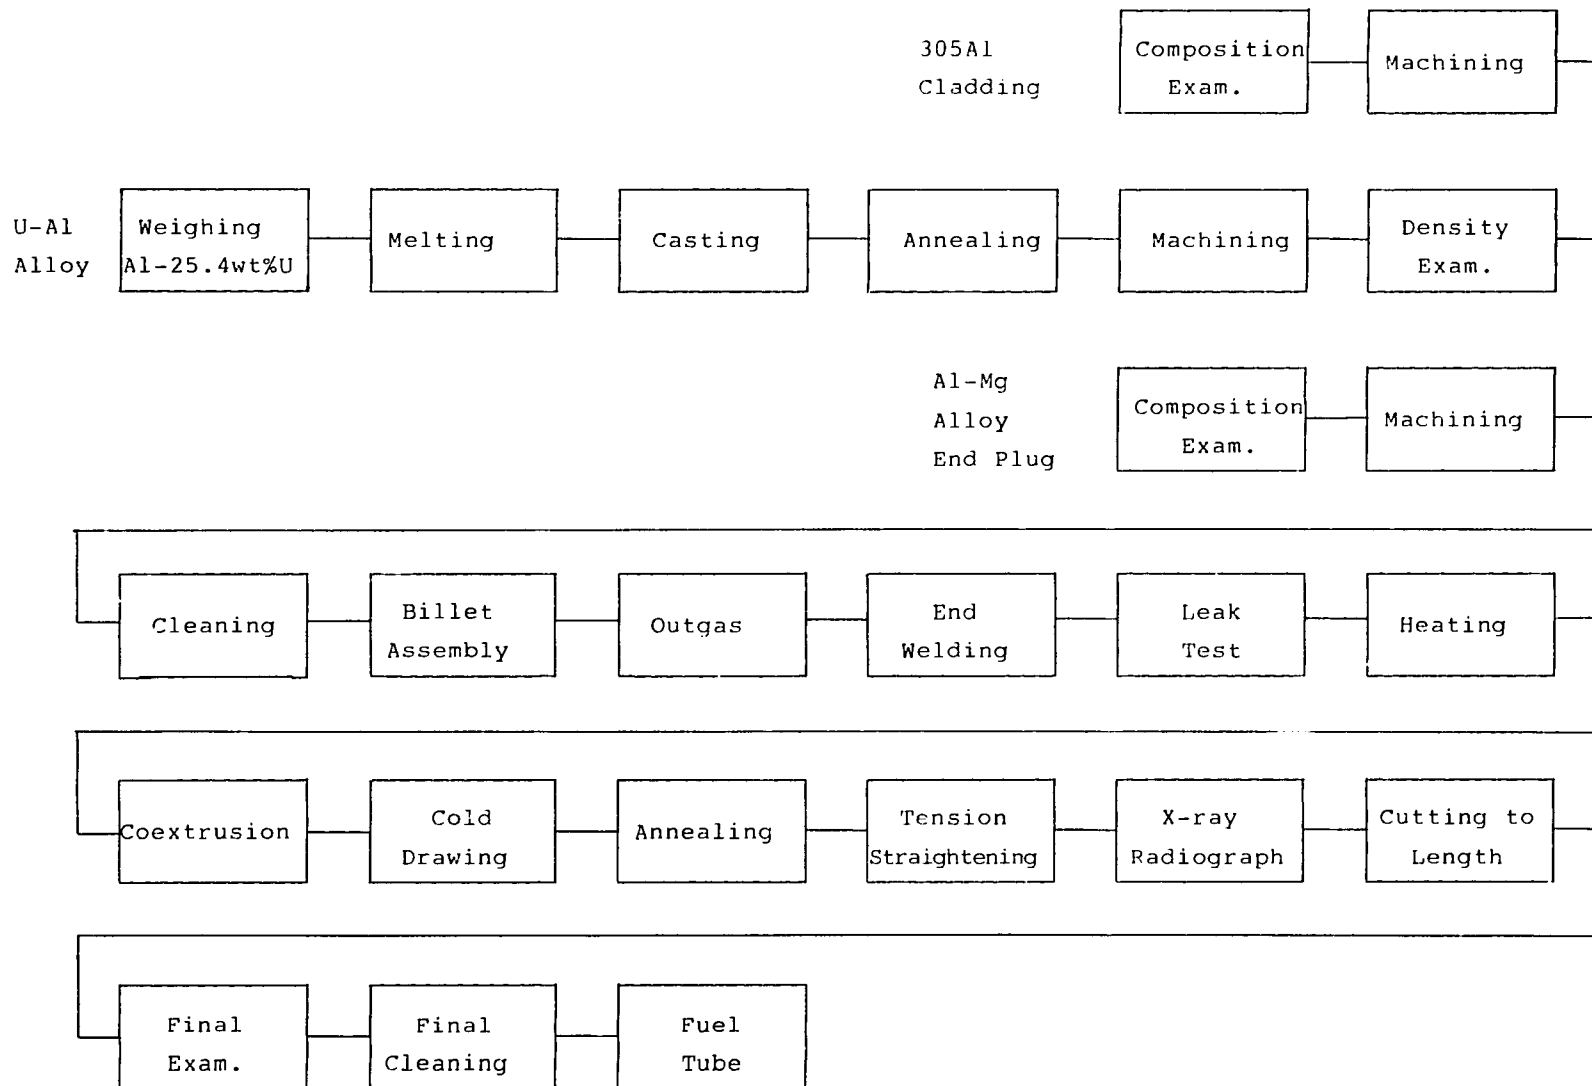 305Al
Cladding
Composition
Exam.
Machining
U-Al
Alloy
Weighing
Al-25.4wt%U
Melting
Casting
Annealing
Machining
Density
Exam.
Al-Mg
Alloy
End Plug
Composition
Exam.
Machining
Cleaning
Billet
Assembly
Outgas
End
Welding
Leak
Test
Heating
Coextrusion
Cold
Drawing
Annealing
Tension
Straightening
X-ray
Radiograph
Cutting to
Length
Final
Exam.
Final
Cleaning
Fuel
Tube